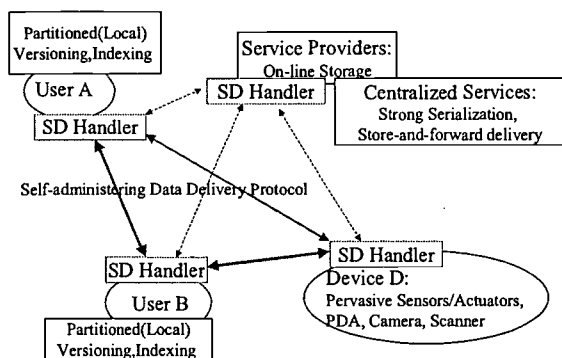 Partitioned(Local)
Versioning,Indexing
User A
SD Handler
Service Providers:
On-line Storage
SD Handler
Centralized Services:
Strong Serialization,
Store-and-forward delivery
Self-administering Data Delivery Protocol
SD Handler
User B
Partitioned(Local)
Versioning,Indexing
SD Handler
Device D:
Pervasive Sensors/Actuators,
PDA, Camera, Scanner